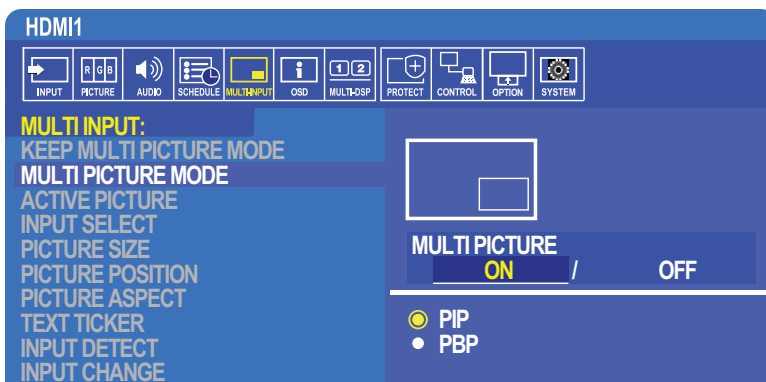 HDMI1
R G B 1 2
INPUT PICTURE AUDIO SCHEDULE MULTI-INPUT OSD MULTI-DSP PROTECT CONTROL OPTION SYSTEM
MULTI INPUT:
KEEP MULTI PICTURE MODE
MULTI PICTURE MODE
ACTIVE PICTURE
INPUT SELECT
PICTURE SIZE
PICTURE POSITION
PICTURE ASPECT
TEXT TICKER
INPUT DETECT
INPUT CHANGE
MULTI PICTURE
ON / OFF
PIP
PBP